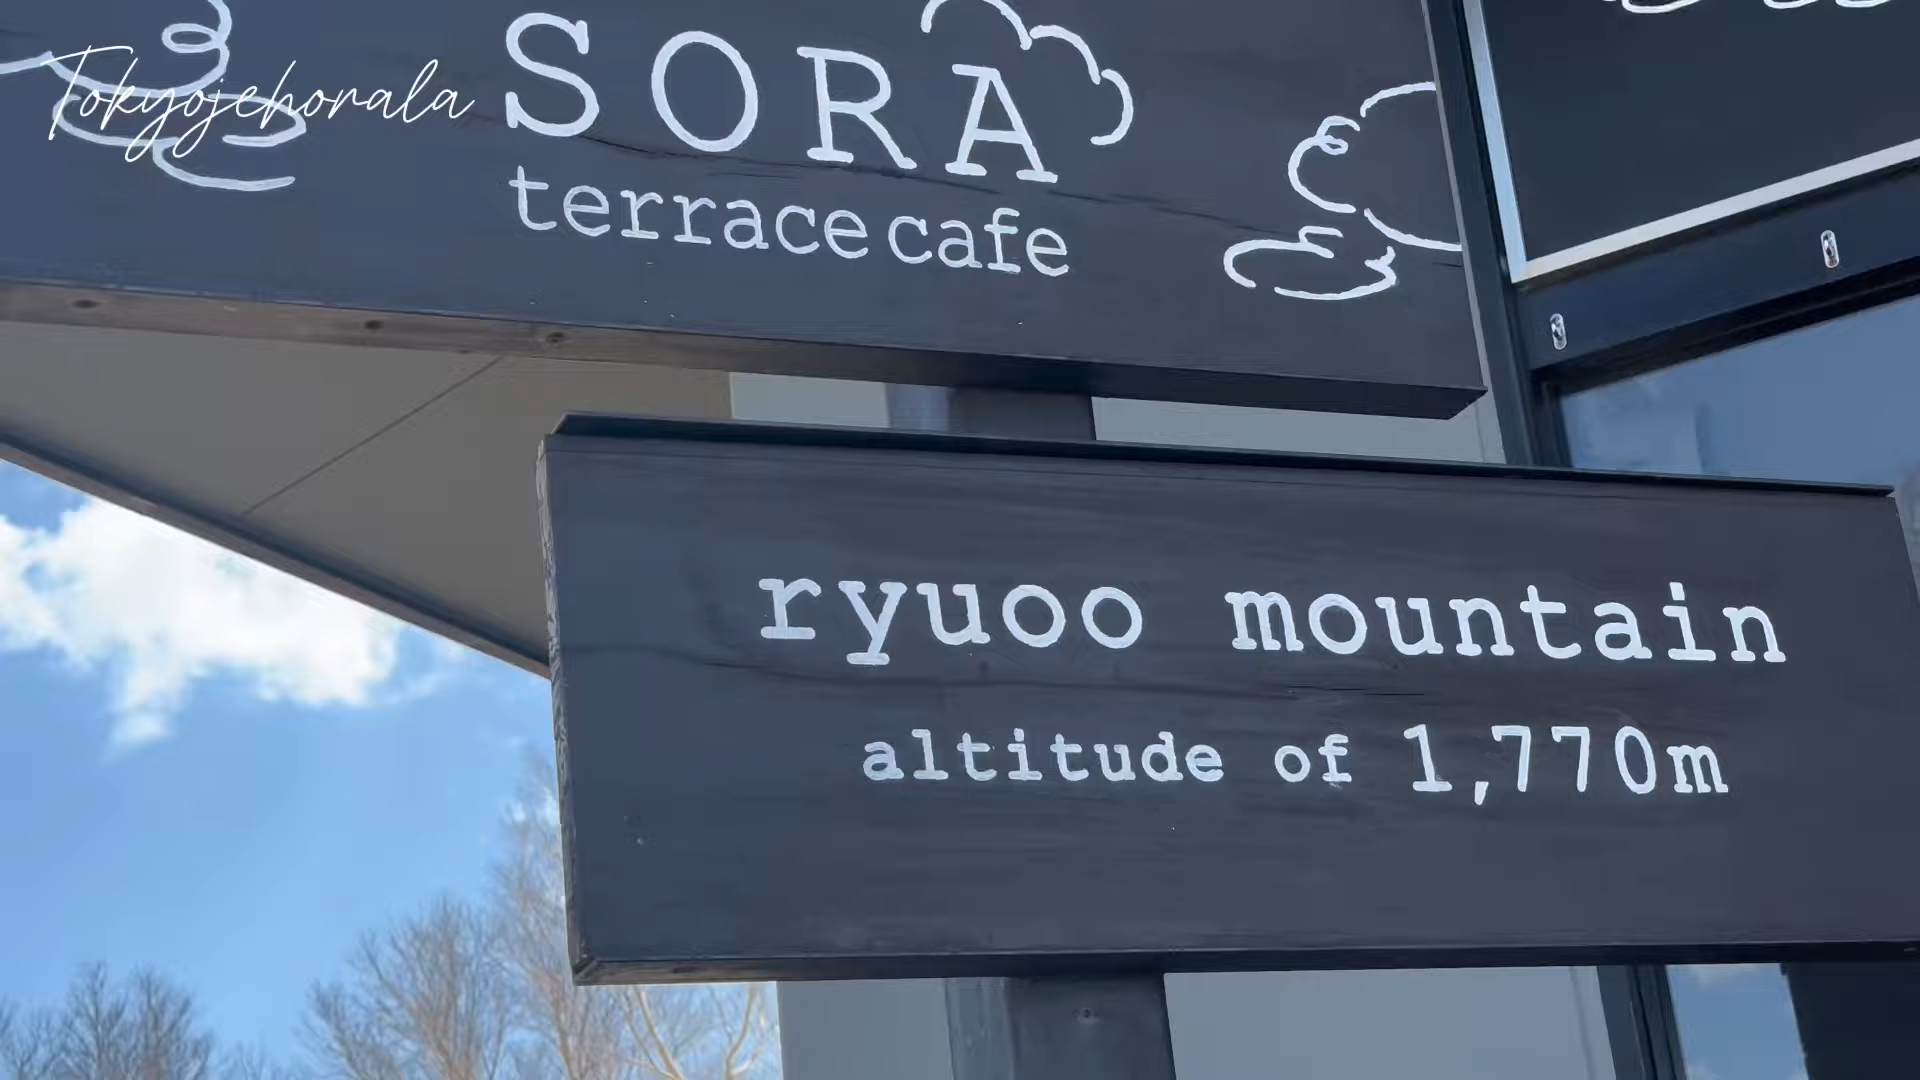 Tokyojehorala
SORA
terrace cafe
ryuoo mountain
altitude of 1,770m